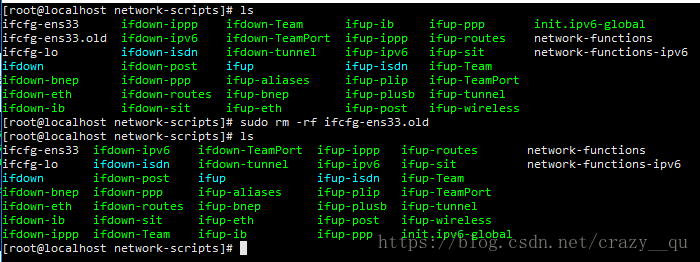 [root@localhost network-scripts]# ls
ifcfg-ens33 ifdown-ippp ifdown-Team ifup-ib ifup-ppp init.ipv6-global
ifcfg-ens33.old ifdown-ipv6 ifdown-TeamPort ifup-ippp ifup-routes network-functions
ifcfg-lo ifdown-isdn ifdown-tunnel ifup-ipv6 ifup-sit network-functions-ipv6
ifdown ifdown-post ifup ifup-isdn ifup-Team
ifdown-bnep ifdown-ppp ifup-aliases ifup-plip ifup-TeamPort
ifdown-eth ifdown-routes ifup-bnep ifup-plusb ifup-tunnel
ifdown-ib ifdown-sit ifup-eth ifup-post ifup-wireless
[root@localhost network-scripts]# sudo rm -rf ifcfg-ens33.old
[root@localhost network-scripts]# ls
ifcfg-ens33 ifdown-ipv6 ifdown-TeamPort ifup-ippp ifup-routes network-functions
ifcfg-lo ifdown-isdn ifdown-tunnel ifup-ipv6 ifup-sit network-functions-ipv6
ifdown ifdown-post ifup ifup-isdn ifup-Team
ifdown-bnep ifdown-ppp ifup-aliases ifup-plip ifup-TeamPort
ifdown-eth ifdown-routes ifup-bnep ifup-plusb ifup-tunnel
ifdown-ib ifdown-sit ifup-eth ifup-post ifup-wireless
ifdown-ippp ifdown-Team ifup-ib ifup-ppp init.ipv6-global
[root@localhost network-scripts]#
https://blog.csdn.net/crazy__qu